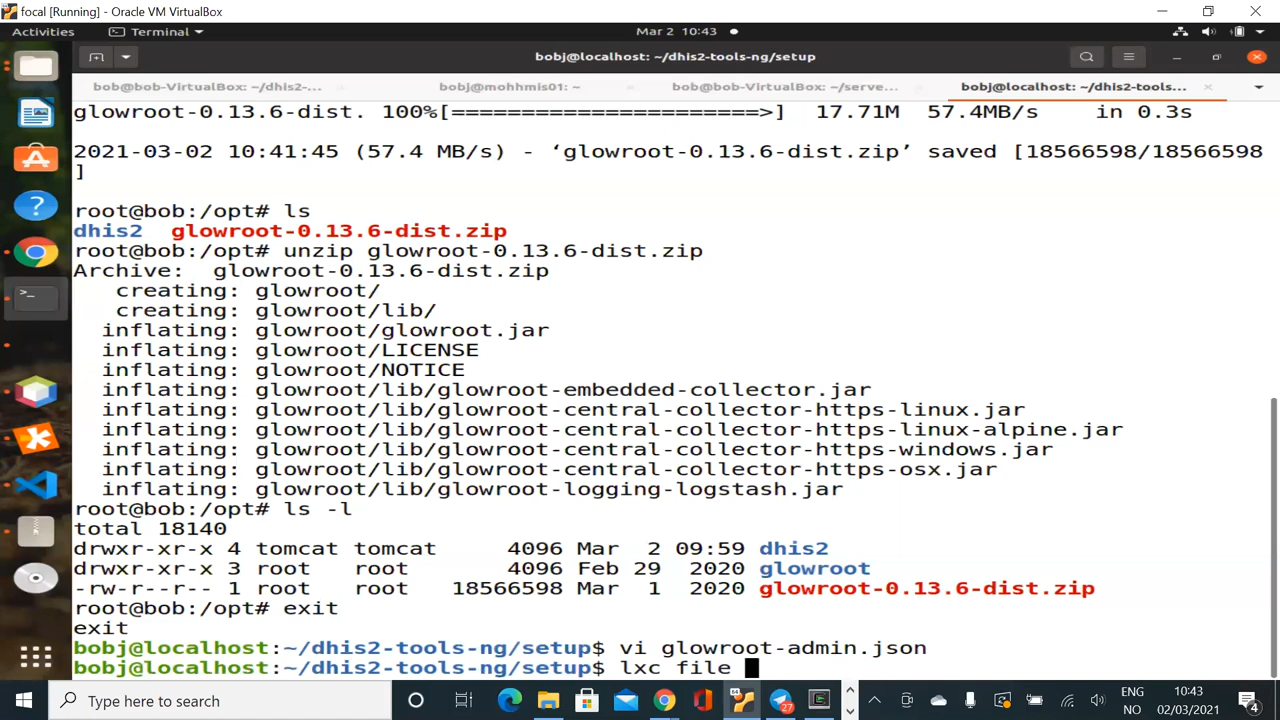 focal [Running] - Oracle VM VirtualBox
Activities
Terminal
Mar 2 10:43
bobj@localhost: ~/dhis2-tools-ng/setup
bob@bob-VirtualBox: ~/dhis2-...
bobj@mohhmis01: ~
bob@bob-VirtualBox: ~/serve...
bobj@localhost: ~/dhis2-tools...
glowroot-0.13.6-dist. 100%[======================>] 17.71M 57.4MB/s in 0.3s
2021-03-02 10:41:45 (57.4 MB/s) - ‘glowroot-0.13.6-dist.zip’ saved [18566598/18566598
]
root@bob:/opt# ls
dhis2 glowroot-0.13.6-dist.zip
root@bob:/opt# unzip glowroot-0.13.6-dist.zip
Archive: glowroot-0.13.6-dist.zip
creating: glowroot/
creating: glowroot/lib/
inflating: glowroot/glowroot.jar
inflating: glowroot/LICENSE
inflating: glowroot/NOTICE
inflating: glowroot/lib/glowroot-embedded-collector.jar
inflating: glowroot/lib/glowroot-central-collector-https-linux.jar
inflating: glowroot/lib/glowroot-central-collector-https-linux-alpine.jar
inflating: glowroot/lib/glowroot-central-collector-https-windows.jar
inflating: glowroot/lib/glowroot-central-collector-https-osx.jar
inflating: glowroot/lib/glowroot-logging-logstash.jar
root@bob:/opt# ls -l
total 18140
drwxr-xr-x 4 tomcat tomcat 4096 Mar 2 09:59 dhis2
drwxr-xr-x 3 root root 4096 Feb 29 2020 glowroot
-rw-r--r-- 1 root root 18566598 Mar 1 2020 glowroot-0.13.6-dist.zip
root@bob:/opt# exit
exit
bobj@localhost:~/dhis2-tools-ng/setup$ vi glowroot-admin.json
bobj@localhost:~/dhis2-tools-ng/setup$ lxc file
Type here to search
27
ENG
NO
10:43
02/03/2021
4